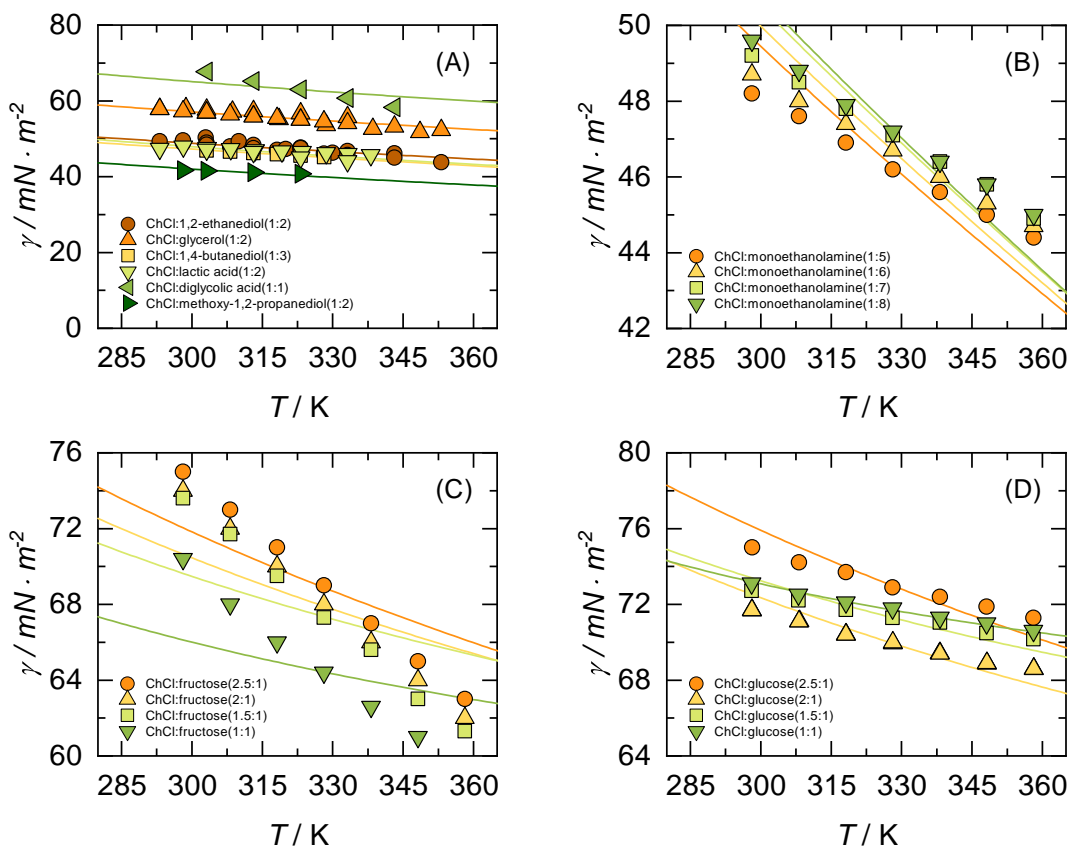 80
60
40
20
0
285 300 315 330 345 360
γ / mN · m⁻²
T / K
(A)
ChCl:1,2-ethanediol(1:2)
ChCl:glycerol(1:2)
ChCl:1,4-butanediol(1:3)
ChCl:lactic acid(1:2)
ChCl:diglycolic acid(1:1)
ChCl:methoxy-1,2-propanediol(1:2)
50
48
46
44
42
285 300 315 330 345 360
γ / mN · m⁻²
T / K
(B)
ChCl:monoethanolamine(1:5)
ChCl:monoethanolamine(1:6)
ChCl:monoethanolamine(1:7)
ChCl:monoethanolamine(1:8)
76
72
68
64
60
285 300 315 330 345 360
γ / mN · m⁻²
T / K
(C)
ChCl:fructose(2.5:1)
ChCl:fructose(2:1)
ChCl:fructose(1.5:1)
ChCl:fructose(1:1)
80
76
72
68
64
285 300 315 330 345 360
γ / mN · m⁻²
T / K
(D)
ChCl:glucose(2.5:1)
ChCl:glucose(2:1)
ChCl:glucose(1.5:1)
ChCl:glucose(1:1)